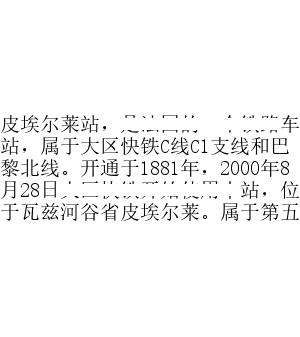 皮埃尔莱站，是法国的一个铁路车
站，属于大区快铁C线C1支线和巴
黎北线。开通于1881年，2000年8
月28日大区快铁开始使用本站，位
于瓦兹河谷省皮埃尔莱。属于第五